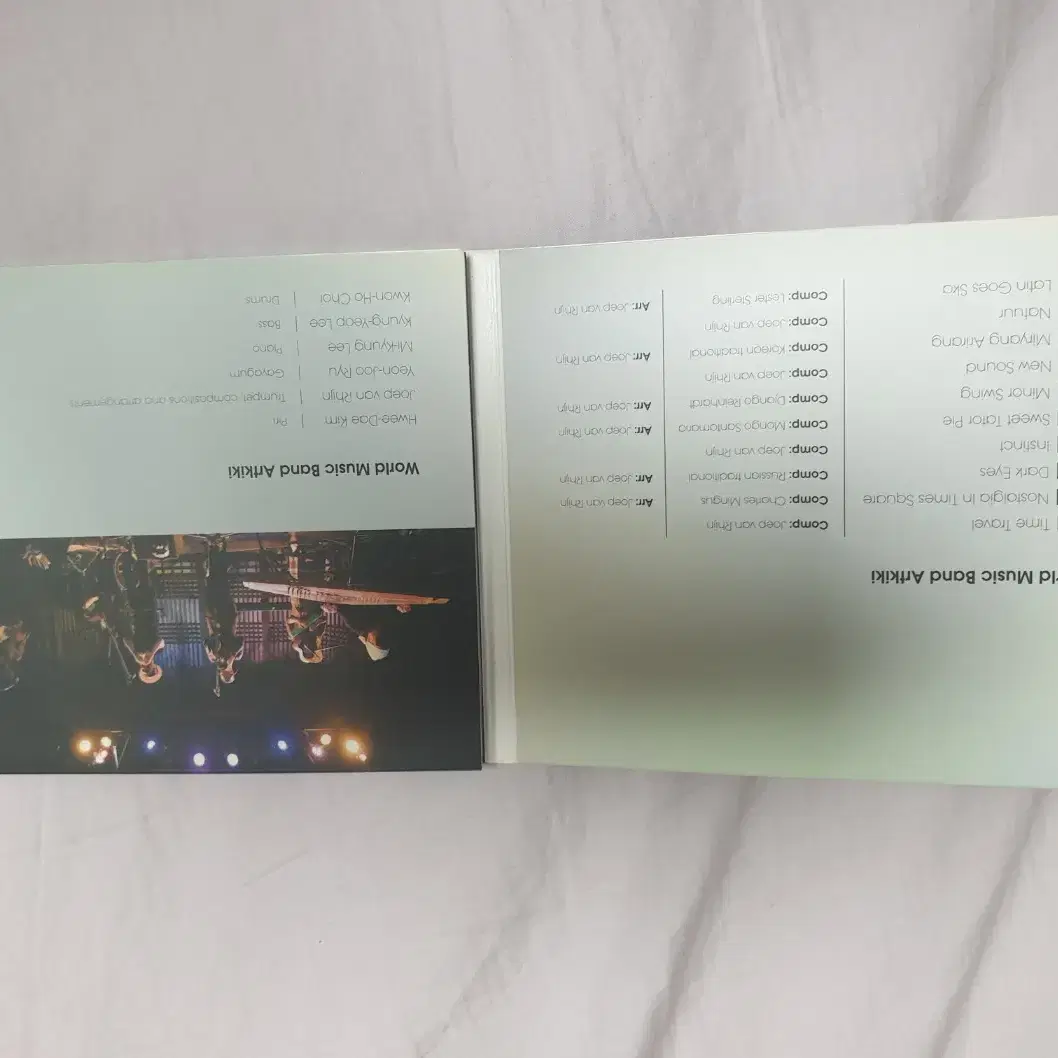 rld Music Band Artkiki
Time Travel Comp: Joep van Rhijn
Nostalgia In Times Square Comp: Charles Mingus Arr: Joep van Rhijn
Dark Eyes Comp: Russian traditional Arr: Joep van Rhijn
Instinct Comp: Joep van Rhijn
Sweet Tator Pie Comp: Mongo Santamaria Arr: Joep van Rhijn
Minor Swing Comp: Django Reinhardt Arr: Joep van Rhijn
New Sound Comp: Joep van Rhijn
Miryang Arirang Comp: Korean traditional Arr: Joep van Rhijn
Natuur Comp: Joep van Rhijn
Latin Goes Ska Comp: Lester Sterling Arr: Joep van Rhijn
World Music Band Artkiki
Hwee-Dae Kim Piri
Joep van Rhijn Trumpet, compositions and arrangements
Yeon-Joo Ryu Gayagum
Mi-Kyung Lee Piano
Kyung-Yeop Lee Bass
Kwon-Ho Choi Drums